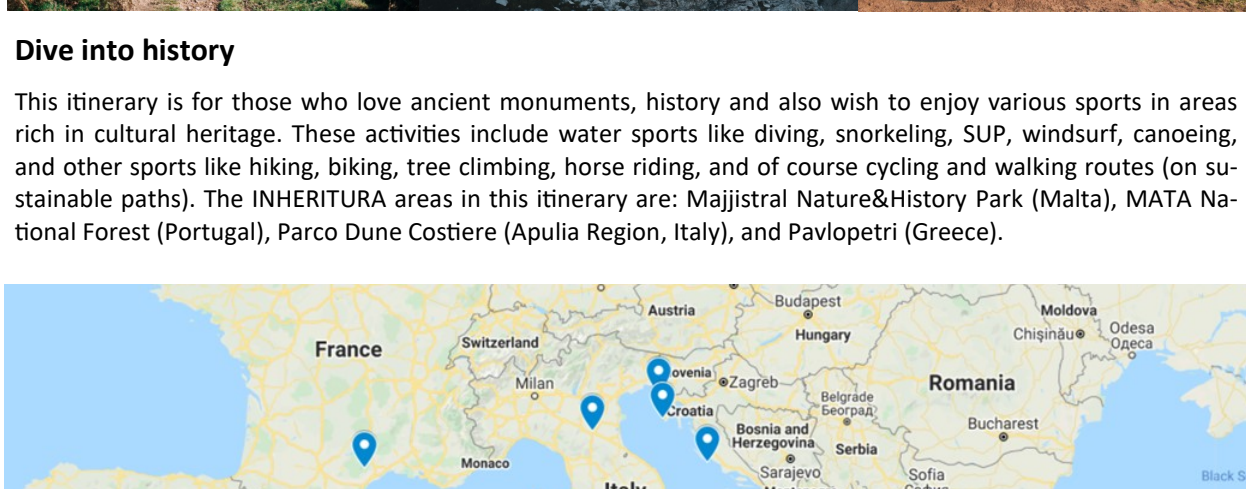 Dive into history
This itinerary is for those who love ancient monuments, history and also wish to enjoy various sports in areas
rich in cultural heritage. These activities include water sports like diving, snorkeling, SUP, windsurf, canoeing,
and other sports like hiking, biking, tree climbing, horse riding, and of course cycling and walking routes (on su-
stainable paths). The INHERITURA areas in this itinerary are: Majjistral Nature&History Park (Malta), MATA Na-
tional Forest (Portugal), Parco Dune Costiere (Apulia Region, Italy), and Pavlopetri (Greece).
Budapest
Austria
Moldova
Hungary
Chișinău
Odesa
Одеса
France
Switzerland
ovenia
Milan
Zagreb
Romania
Belgrade
Београд
Croatia
Bucharest
Bosnia and
Herzegovina
Serbia
Monaco
Sarajevo
Sofia
Black S
Italy